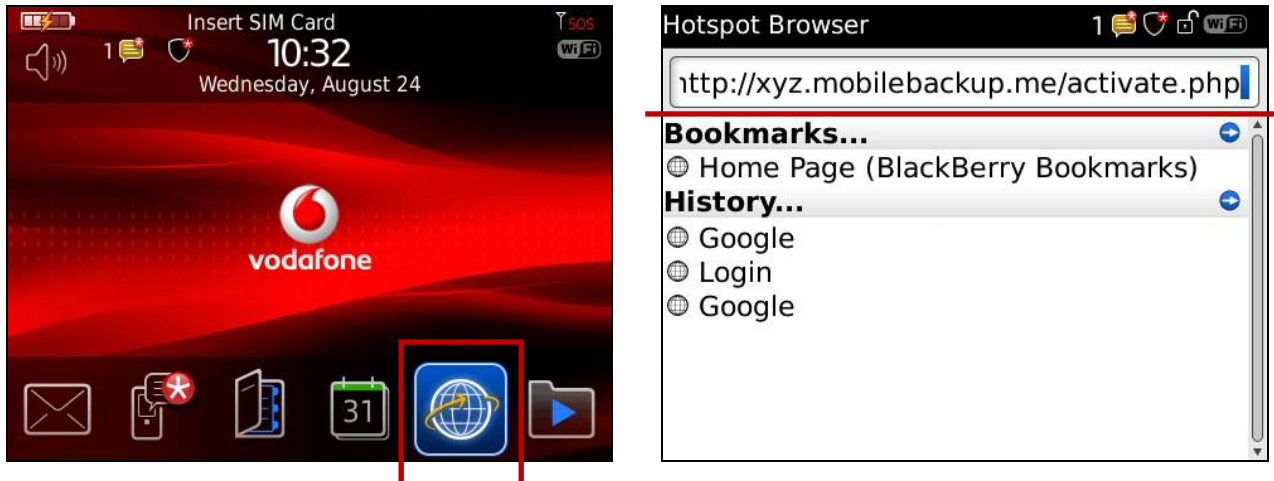 Insert SIM Card
SOS
10:32
WiFi
1
Wednesday, August 24
vodafone
31
Hotspot Browser
1
WiFi
http://xyz.mobilebackup.me/activate.php
Bookmarks...
Home Page (BlackBerry Bookmarks)
History...
Google
Login
Google